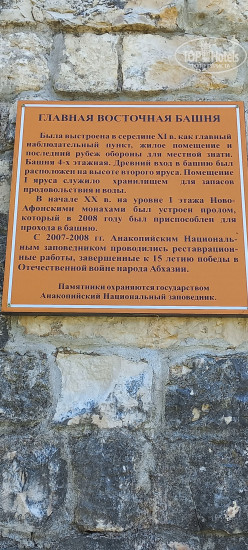 ГЛАВНАЯ ВОСТОЧНАЯ БАШНЯ
Была выстроена в середине XI в. как главный
наблюдательный пункт, жилое помещение и
последний рубеж обороны для местной знати.
Башня 4-х этажная. Древний вход в башню был
расположен на высоте второго яруса. Помещение
I яруса служило хранилищем для запасов
продовольствия и воды.
В начале XX в. на уровне 1 этажа Ново-
Афонскими монахами был устроен пролом,
который в 2008 году был приспособлен для
прохода в башню.
С 2007-2008 гг. Анакопийским Националь-
ным заповедником проводились реставрацион-
ные работы, завершенные к 15 летию победы в
Отечественной войне народа Абхазии.
Памятники охраняются государством
Анакопийский Национальный заповедник.